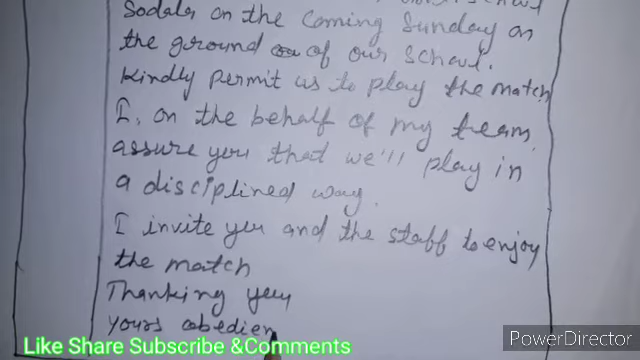 Sodala on the coming Sunday on
the ground of our school.
Kindly permit us to play the match
I, on the behalf of my team,
assure you that we'll play in
a disciplined way.
I invite you and the staff to enjoy
the match
Thanking you
Yours obedien
Like Share Subscribe &Comments
PowerDirector